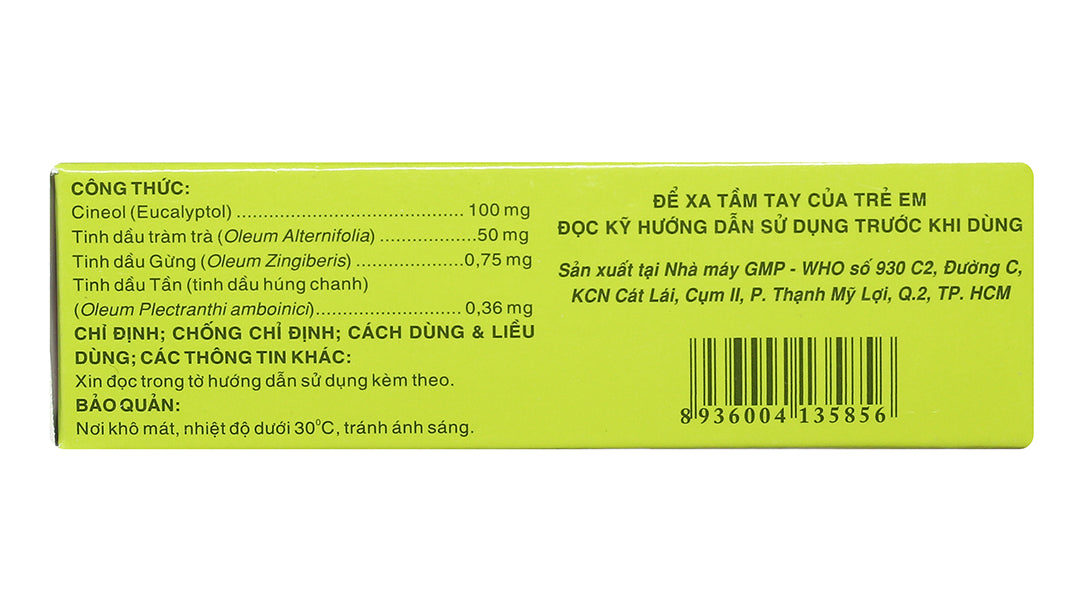 CÔNG THỨC:
Cineol (Eucalyptol) ...................................... 100 mg
Tinh dầu tràm trà (Oleum Alternifolia) .................50 mg
Tinh dầu Gừng (Oleum Zingiberis) ...................0,75 mg
Tinh dầu Tần (tinh dầu húng chanh)
(Oleum Plectranthi amboinici)......................... 0,36 mg
CHỈ ĐỊNH; CHỐNG CHỈ ĐỊNH; CÁCH DÙNG & LIỀU
DÙNG; CÁC THÔNG TIN KHÁC:
Xin đọc trong tờ hướng dẫn sử dụng kèm theo.
BẢO QUẢN:
Nơi khô mát, nhiệt độ dưới 30⁰C, tránh ánh sáng.
ĐỂ XA TẦM TAY CỦA TRẺ EM
ĐỌC KỸ HƯỚNG DẪN SỬ DỤNG TRƯỚC KHI DÙNG
Sản xuất tại Nhà máy GMP - WHO số 930 C2, Đường C,
KCN Cát Lái, Cụm II, P. Thạnh Mỹ Lợi, Q.2, TP. HCM
8 936004 135856